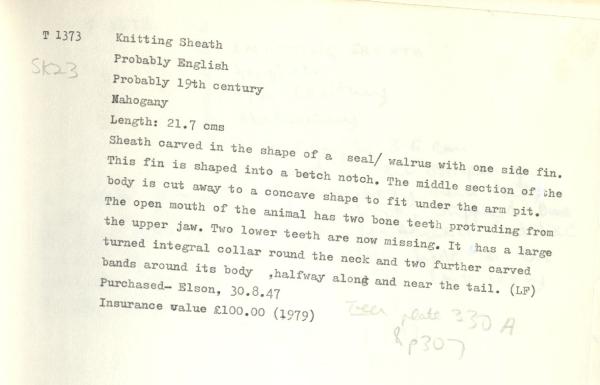 T 1373 Knitting Sheath
SK23
Probably English
Probably 19th century
Mahogany
Length: 21.7 cms
Sheath carved in the shape of a seal/ walrus with one side fin.
This fin is shaped into a betch notch. The middle section of the
body is cut away to a concave shape to fit under the arm pit.
The open mouth of the animal has two bone teeth protruding from
the upper jaw. Two lower teeth are now missing. It has a large
turned integral collar round the neck and two further carved
bands around its body ,halfway along and near the tail. (LF)
Purchased- Elson, 30.8.47
Insurance value £100.00 (1979)
plate 330 A
& p307